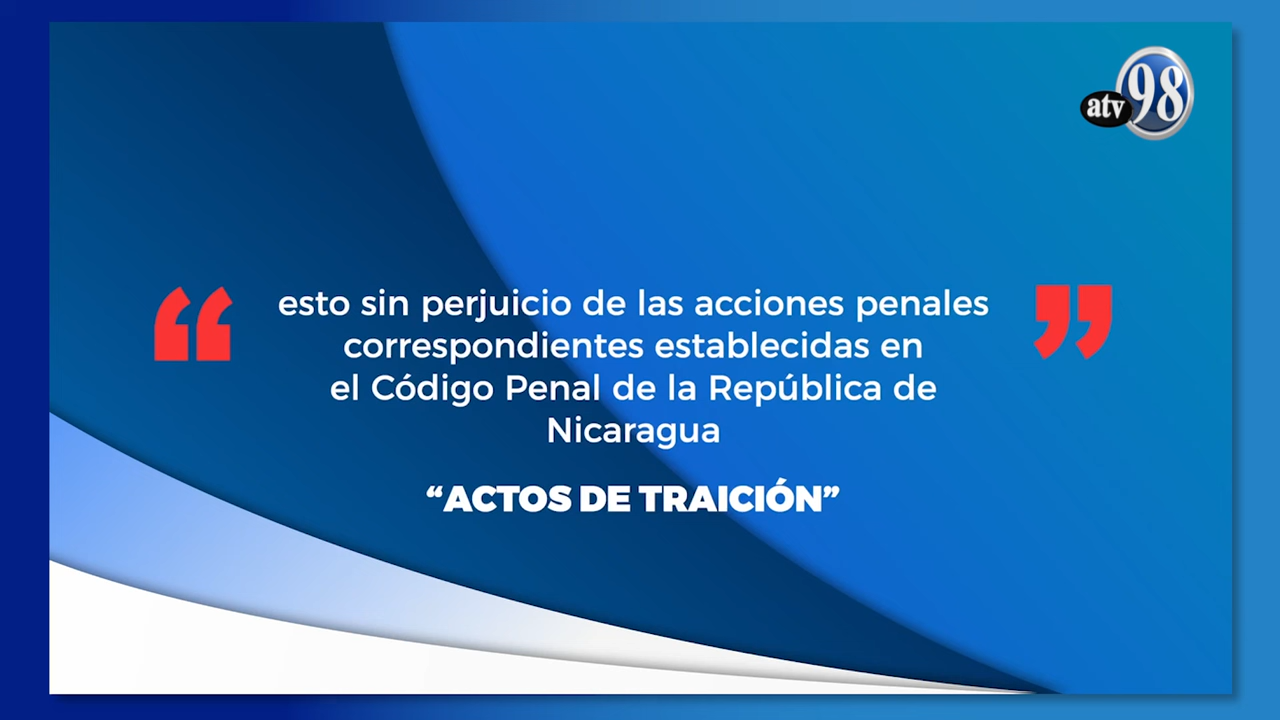 atv 98
“ esto sin perjuicio de las acciones penales ”
correspondientes establecidas en
el Código Penal de la República de
Nicaragua
“ACTOS DE TRAICIÓN”